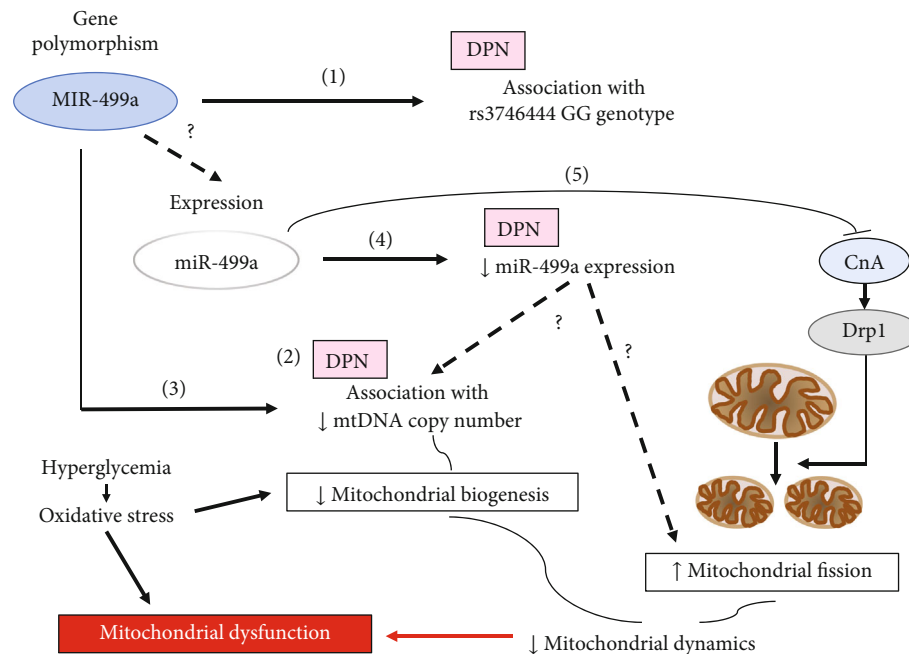 Gene
polymorphism
MIR-499a
(1)
DPN
Association with
rs3746444 GG genotype
?
Expression
miR-499a
(4)
(5)
DPN
↓ miR-499a expression
CnA
Drp1
?
?
(2)
DPN
(3)
Association with
↓ mtDNA copy number
Hyperglycemia
Oxidative stress
↓ Mitochondrial biogenesis
↑ Mitochondrial fission
Mitochondrial dysfunction
↓ Mitochondrial dynamics